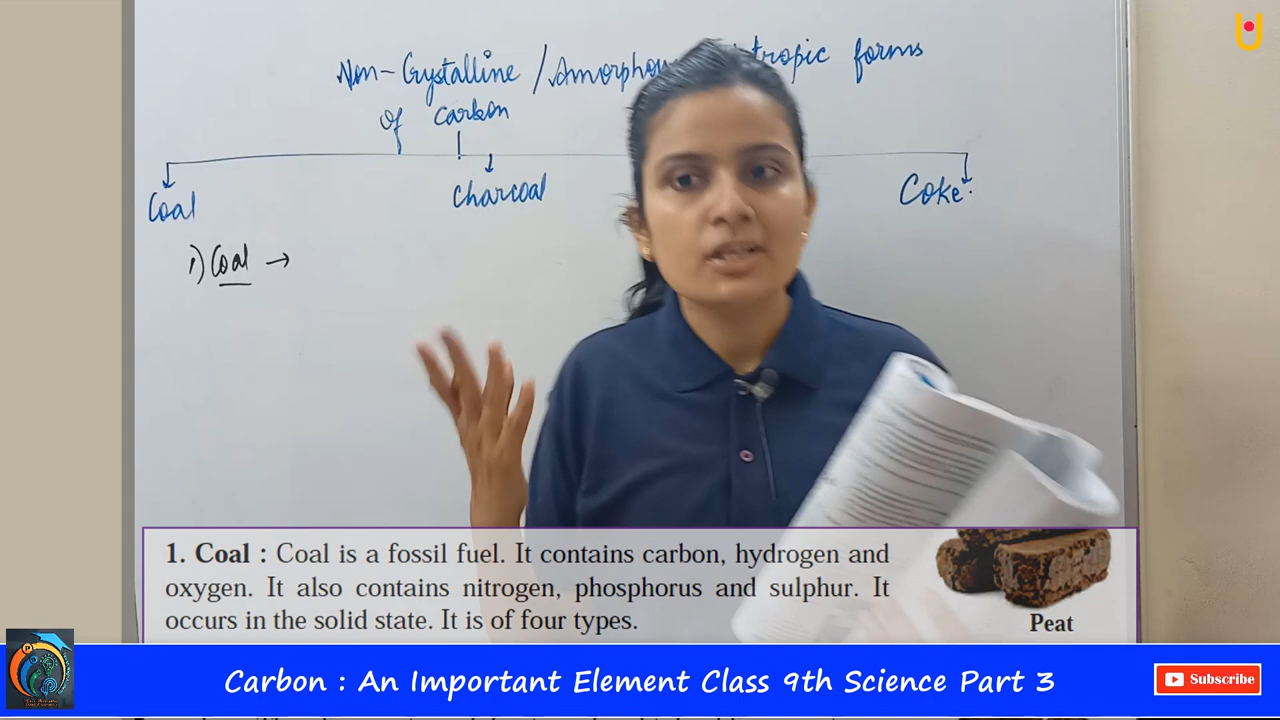 Non-Crystalline / Amorphous tropic forms
of Carbon
Coal
Charcoal
Coke.
1) Coal →
1. Coal : Coal is a fossil fuel. It contains carbon, hydrogen and
oxygen. It also contains nitrogen, phosphorus and sulphur. It
occurs in the solid state. It is of four types.
Peat
Carbon : An Important Element Class 9th Science Part 3
Subscribe